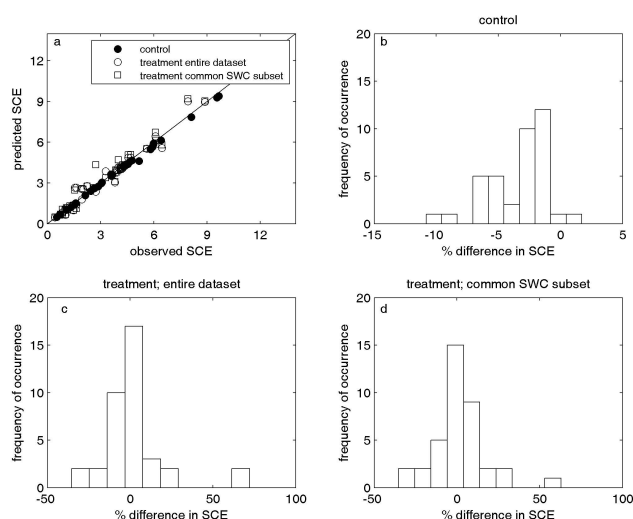 control
a
control
treatment entire dataset
treatment common SWC subset
predicted SCE
12
9
6
3
0
0
3
6
9
12
observed SCE
b
frequency of occurrence
20
15
10
5
0
-15
-10
-5
0
5
% difference in SCE
treatment; entire dataset
c
frequency of occurrence
20
15
10
5
0
-50
0
50
100
% difference in SCE
treatment; common SWC subset
d
frequency of occurrence
20
15
10
5
0
-50
0
50
100
% difference in SCE